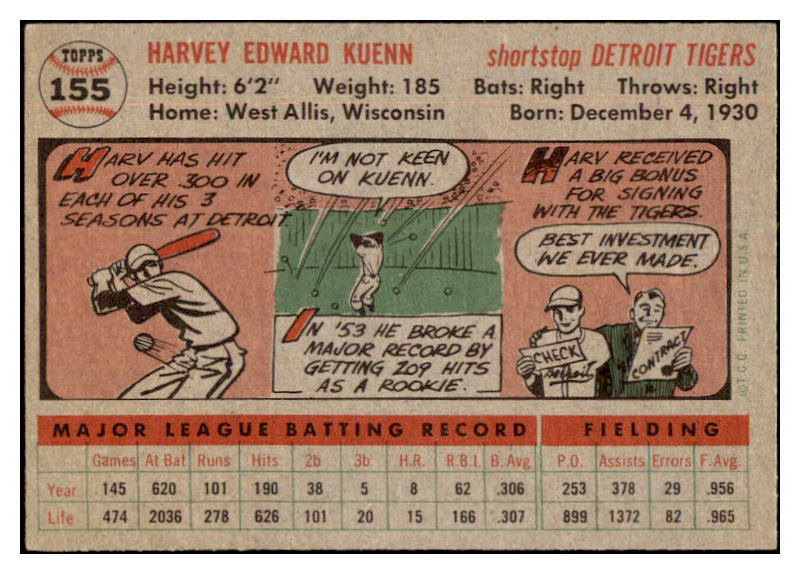 TOPPS
155
HARVEY EDWARD KUENN
shortstop DETROIT TIGERS
Height: 6'2" Weight: 185 Bats: Right Throws: Right
Home: West Allis, Wisconsin Born: December 4, 1930
HARV HAS HIT
OVER .300 IN
EACH OF HIS 3
SEASONS AT DETROIT.
I'M NOT KEEN
ON KUENN.
IN '53 HE BROKE A
MAJOR RECORD BY
GETTING 209 HITS
AS A ROOKIE.
HARV RECEIVED
A BIG BONUS
FOR SIGNING
WITH THE TIGERS.
BEST INVESTMENT
WE EVER MADE.
CHECK
Detroit
CONTRACT
© T.C.G. PRINTED IN U.S.A.
MAJOR LEAGUE BATTING RECORD FIELDING
Games At Bat Runs Hits 2b 3b H.R. R.B.I. B. Avg. P.O. Assists Errors F. Avg.
Year 145 620 101 190 38 5 8 62 .306 253 378 29 .956
Life 474 2036 278 626 101 20 15 166 .307 899 1372 82 .965